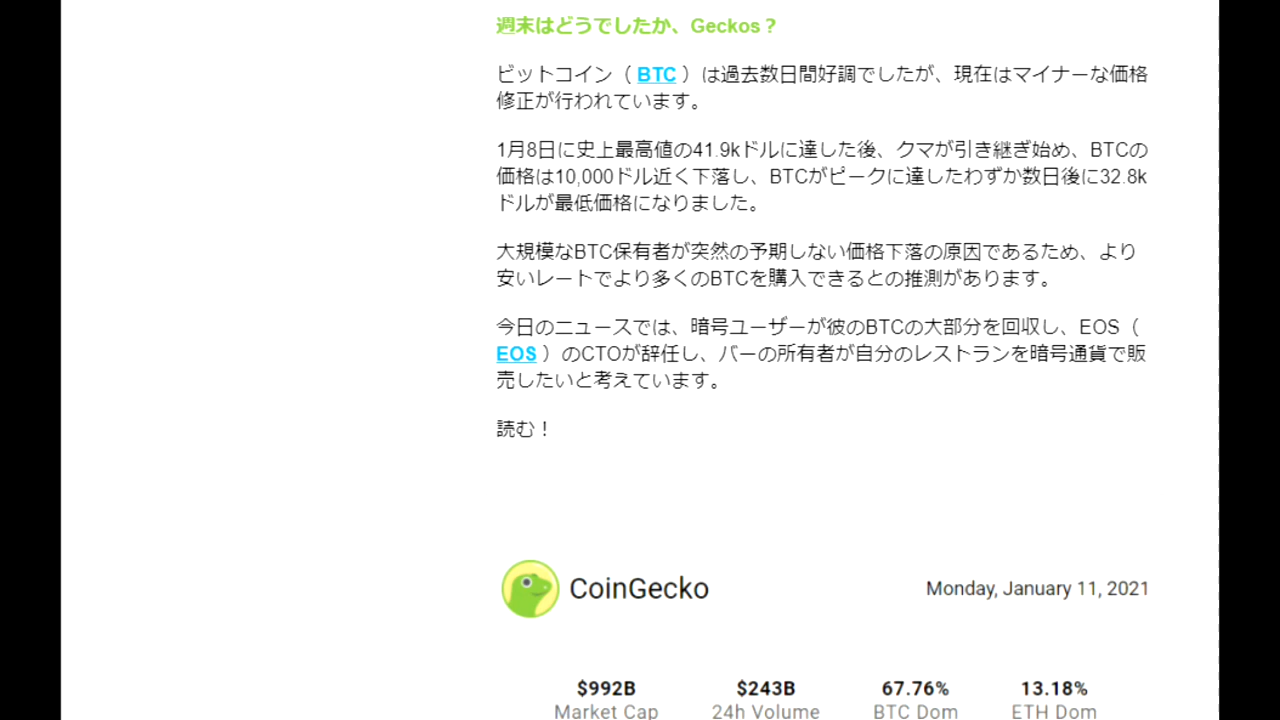 週末はどうでしたか、Geckos？
ビットコイン（ BTC ）は過去数日間好調でしたが、現在はマイナーな価格
修正が行われています。
1月8日に史上最高値の41.9kドルに達した後、クマが引き継ぎ始め、BTCの
価格は10,000ドル近く下落し、BTCがピークに達したわずか数日後に32.8k
ドルが最低価格になりました。
大規模なBTC保有者が突然の予期しない価格下落の原因であるため、より
安いレートでより多くのBTCを購入できるとの推測があります。
今日のニュースでは、暗号ユーザーが彼のBTCの大部分を回収し、EOS（
EOS ）のCTOが辞任し、バーの所有者が自分のレストランを暗号通貨で販
売したいと考えています。
読む！
CoinGecko
Monday, January 11, 2021
$992B $243B 67.76% 13.18%
Market Cap 24h Volume BTC Dom ETH Dom